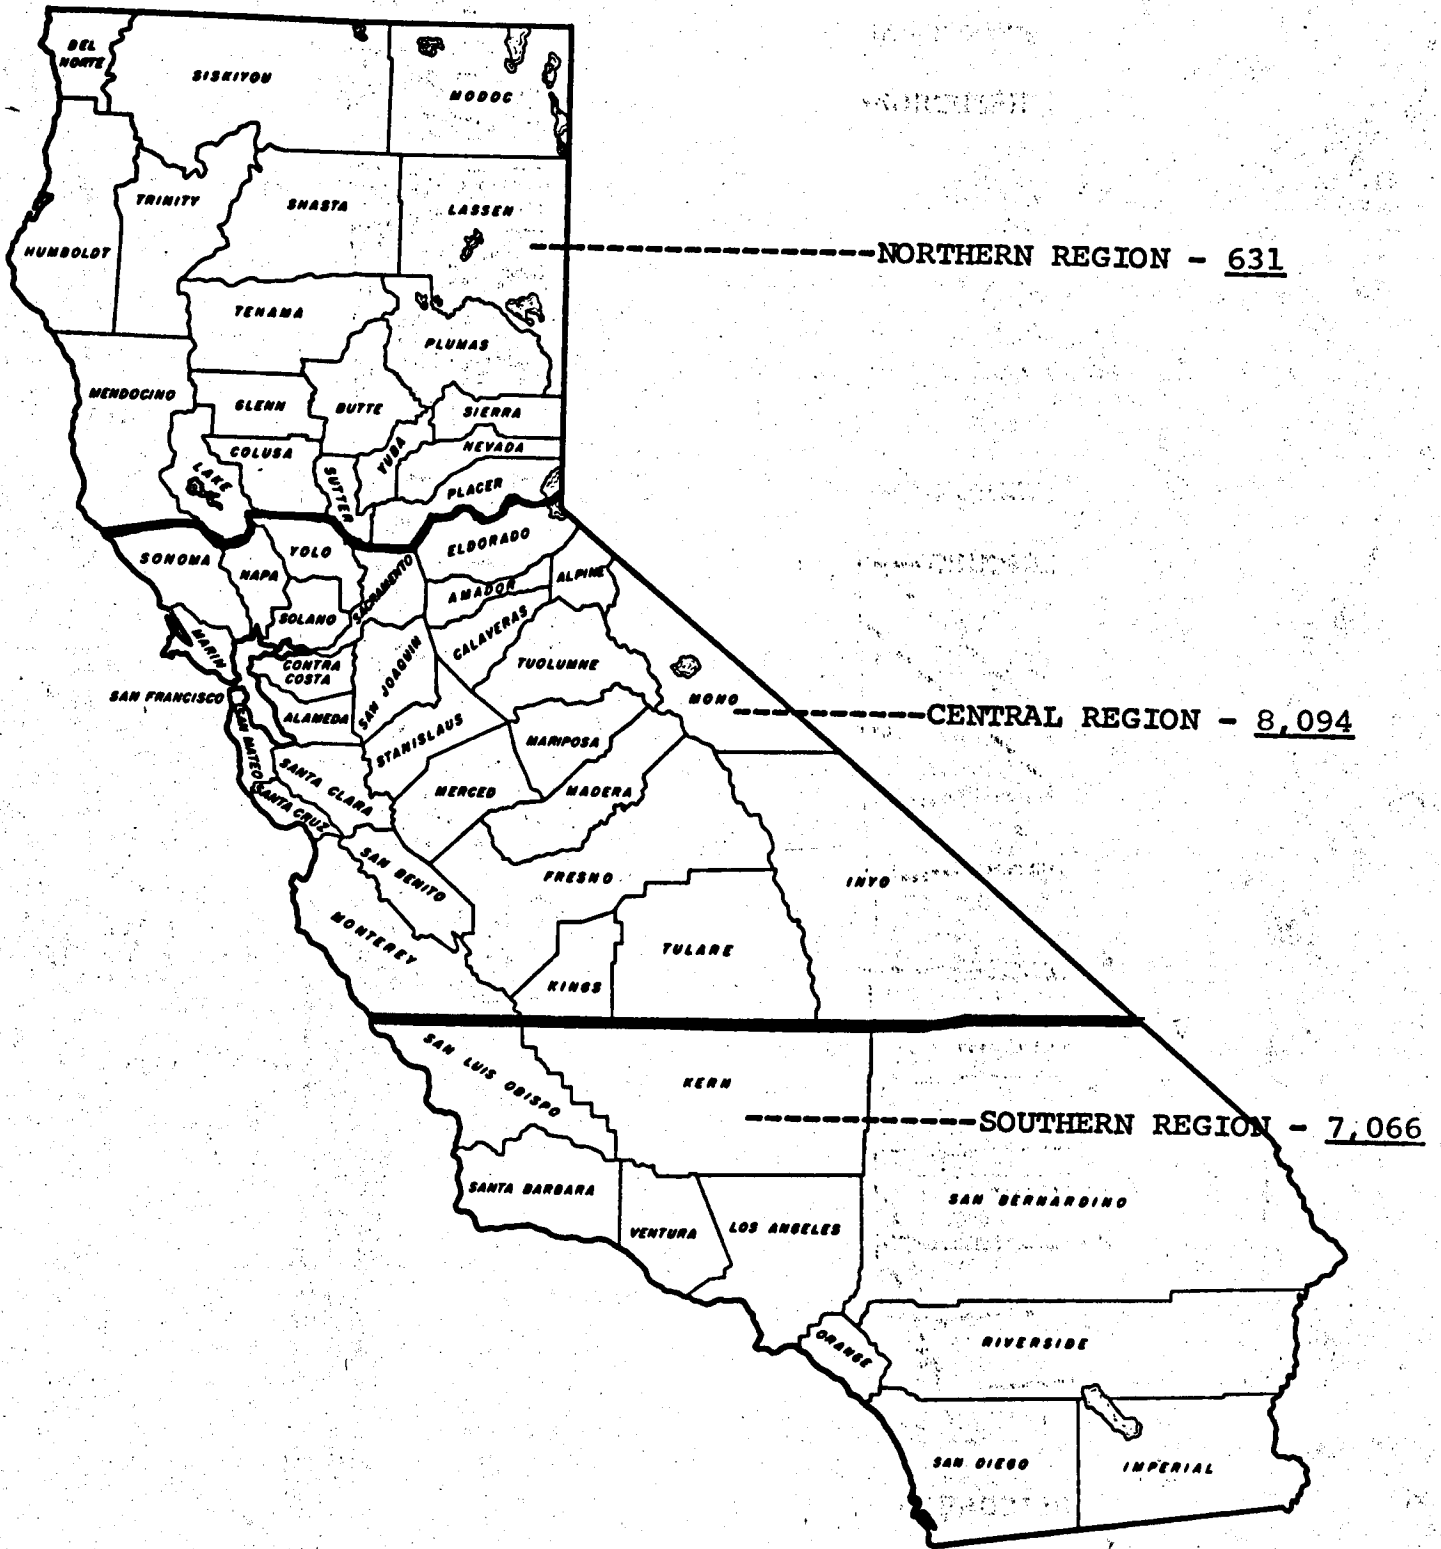 DEL
NORTE
SISKIYOU
MODOC
TRINITY
SHASTA
LASSEN
HUMBOLDT
NORTHERN REGION - 631
TEHAMA
PLUMAS
MENDOCINO
GLENN
BUTTE
SIERRA
COLUSA
YUBA
NEVADA
LAKE
SUTTER
PLACER
SONOMA
YOLO
ELDORADO
NAPA
SACRAMENTO
AMADOR
ALPINE
SOLANO
MARIN
CALAVERAS
CONTRA
COSTA
SAN JOAQUIN
TUOLUMNE
SAN FRANCISCO
ALAMEDA
MONO
CENTRAL REGION - 8,094
STANISLAUS
MARIPOSA
SAN MATEO
SANTA CLARA
MERCED
MADERA
SANTA CRUZ
SAN BENITO
FRESNO
INYO
MONTEREY
TULARE
KINGS
SAN LUIS OBISPO
KERN
SOUTHERN REGION - 7,066
SANTA BARBARA
VENTURA
LOS ANGELES
SAN BERNARDINO
ORANGE
RIVERSIDE
SAN DIEGO
IMPERIAL